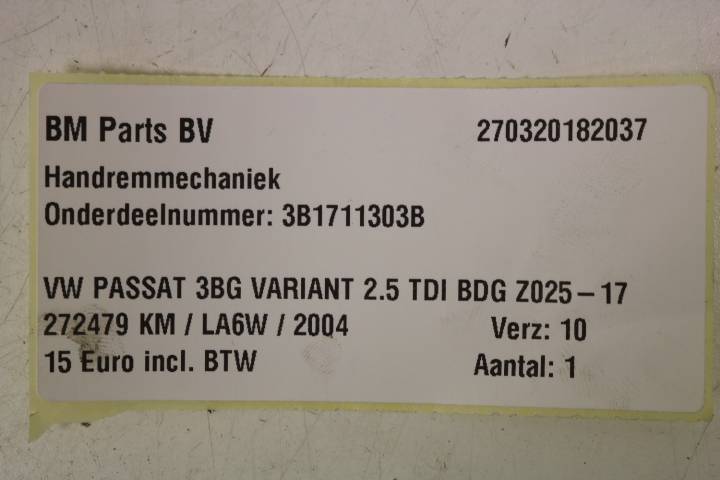 BM Parts BV 270320182037
Handremmechaniek
Onderdeelnummer: 3B1711303B
VW PASSAT 3BG VARIANT 2.5 TDI BDG Z025-17
272479 KM / LA6W / 2004 Verz: 10
15 Euro incl. BTW Aantal: 1